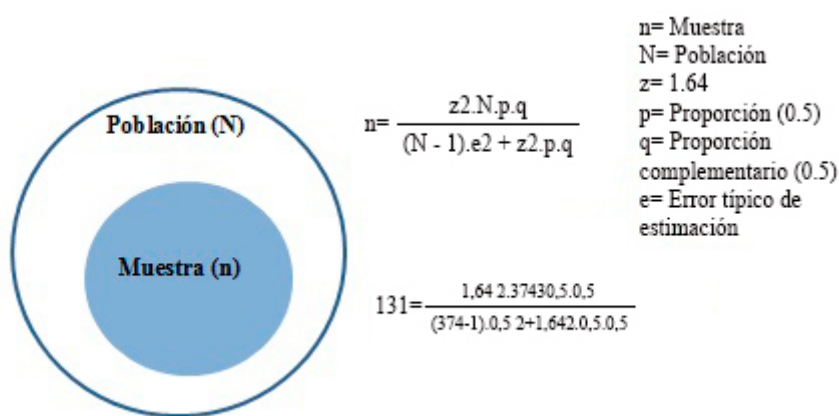 Población (N)
Muestra (n)
n= z2.N.p.q
(N - 1).e2 + z2.p.q
131= 1,64 2.37430,5.0,5
(374-1).0,5 2+1,642.0,5.0,5
n= Muestra
N= Población
z= 1.64
p= Proporción (0.5)
q= Proporción
complementario (0.5)
e= Error típico de
estimación